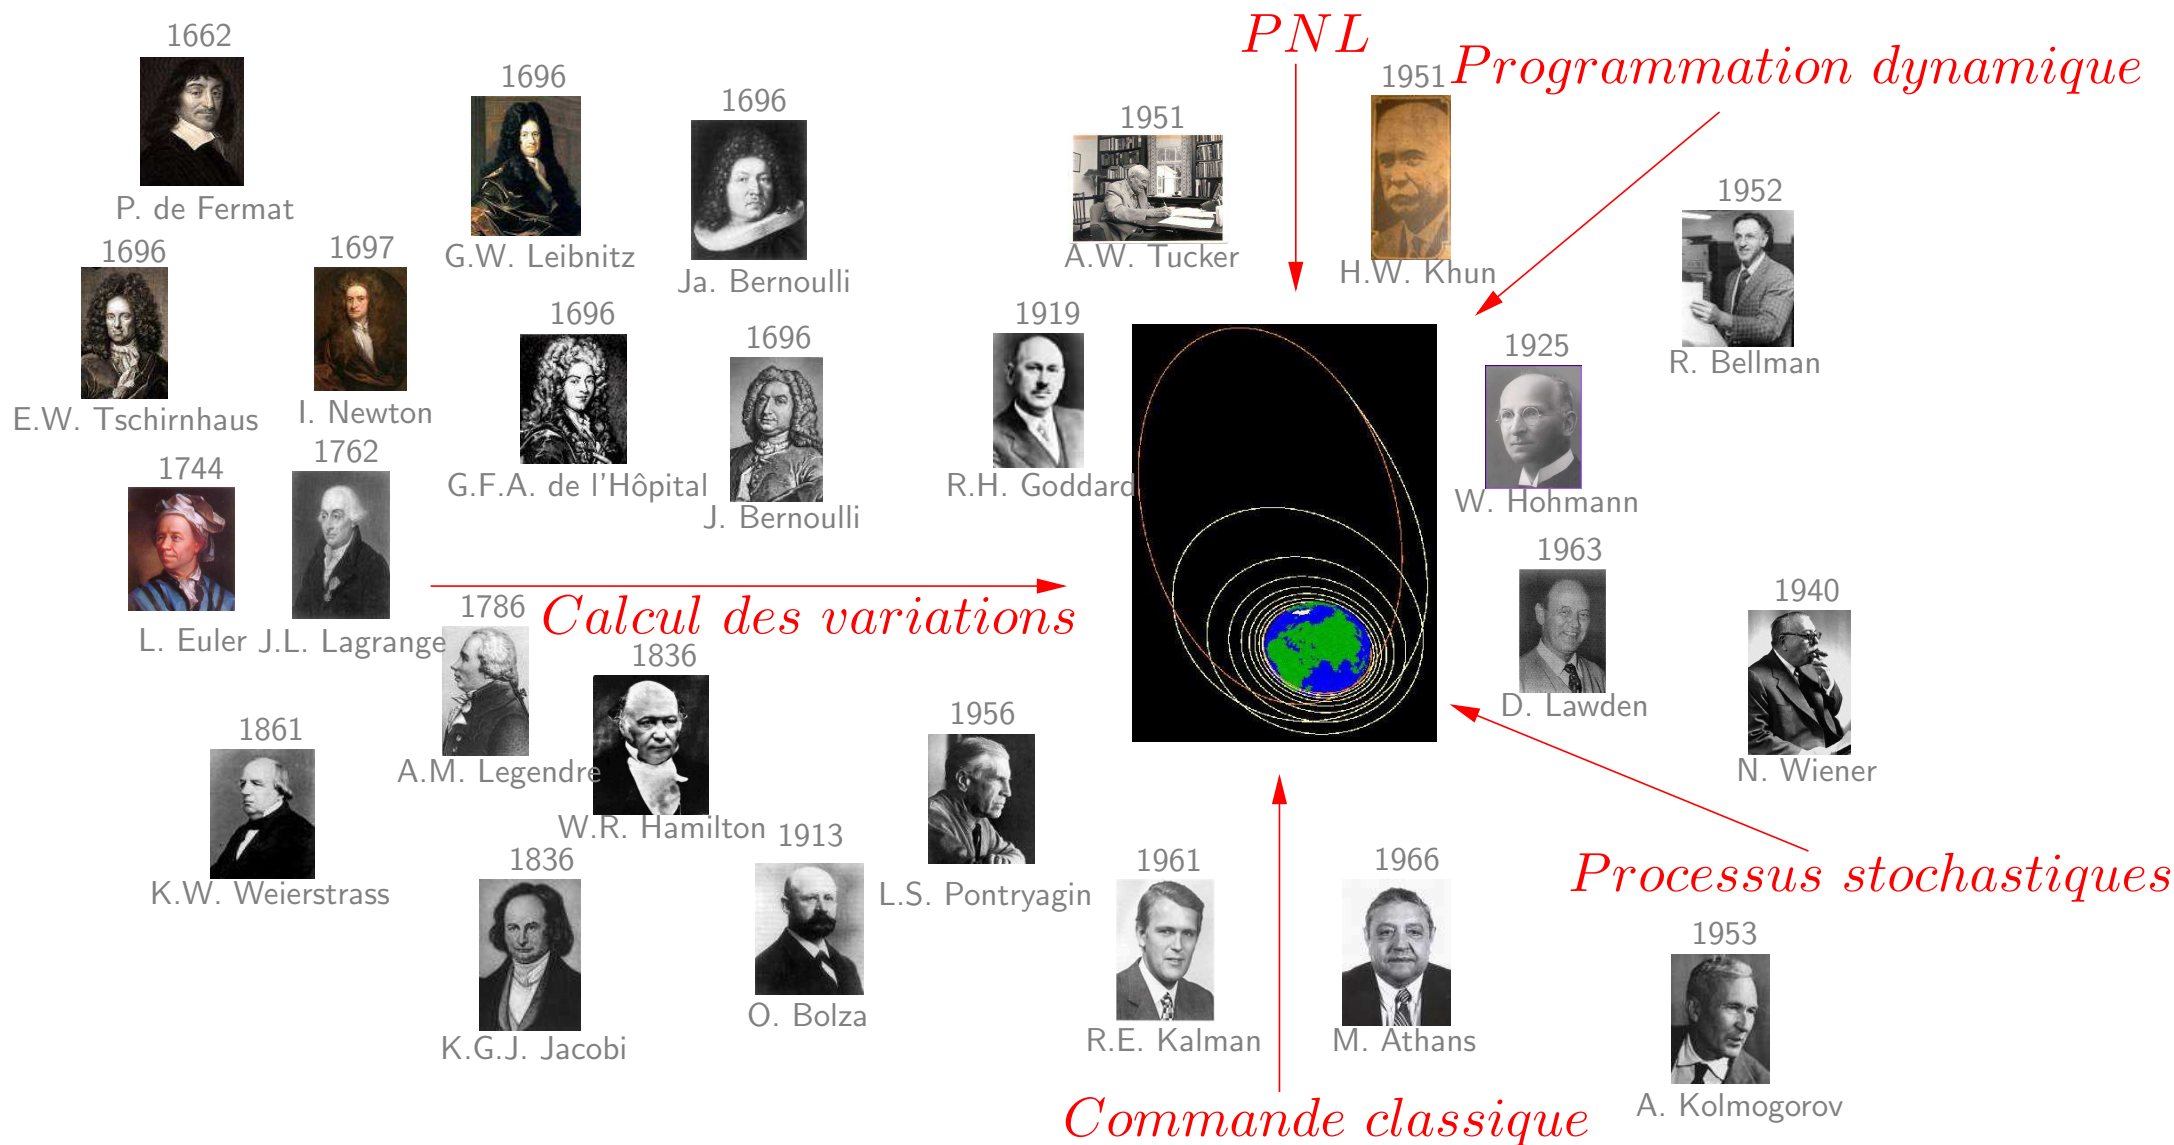 1662
P. de Fermat
1696
G.W. Leibnitz
1696
Ja. Bernoulli
1696
E.W. Tschirnhaus
1697
I. Newton
1696
G.F.A. de l'Hôpital
1696
J. Bernoulli
1744
L. Euler
1762
J.L. Lagrange
Calcul des variations
1786
A.M. Legendre
1836
W.R. Hamilton
1861
K.W. Weierstrass
1836
K.G.J. Jacobi
1913
O. Bolza
1956
L.S. Pontryagin
PNL
1951
A.W. Tucker
1951
H.W. Khun
Programmation dynamique
1952
R. Bellman
1919
R.H. Goddard
1925
W. Hohmann
1963
D. Lawden
1940
N. Wiener
Processus stochastiques
1953
A. Kolmogorov
1961
R.E. Kalman
1966
M. Athans
Commande classique